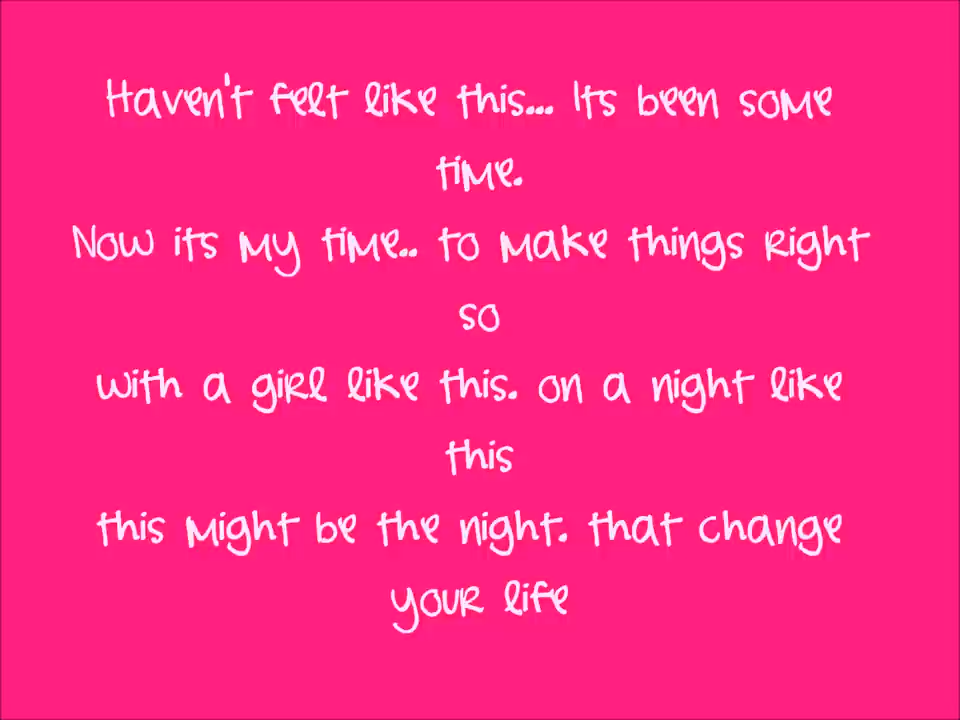 Haven't felt like this... Its been some
time.
Now its my time.. to make things right
so
with a girl like this. on a night like
this
this might be the night. that change
your life